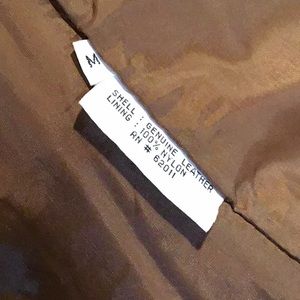 M
SHELL : GENUINE LEATHER
LINING : 100% NYLON
RN # 62011